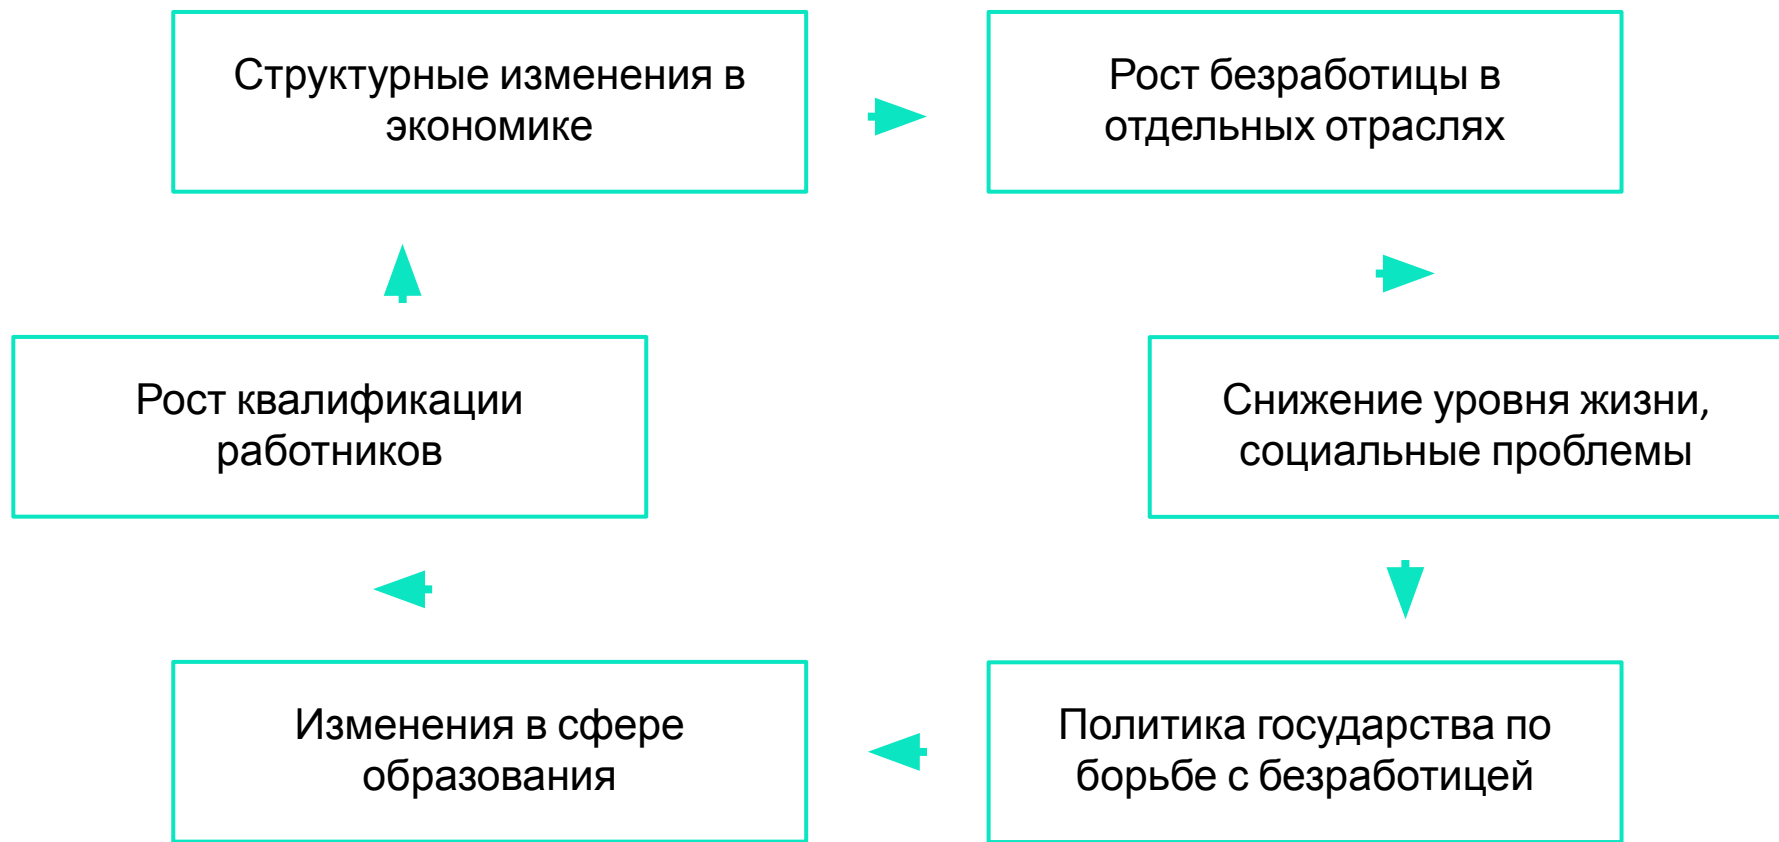 Структурные изменения в
экономике
Рост безработицы в
отдельных отраслях
Снижение уровня жизни,
социальные проблемы
Политика государства по
борьбе с безработицей
Изменения в сфере
образования
Рост квалификации
работников